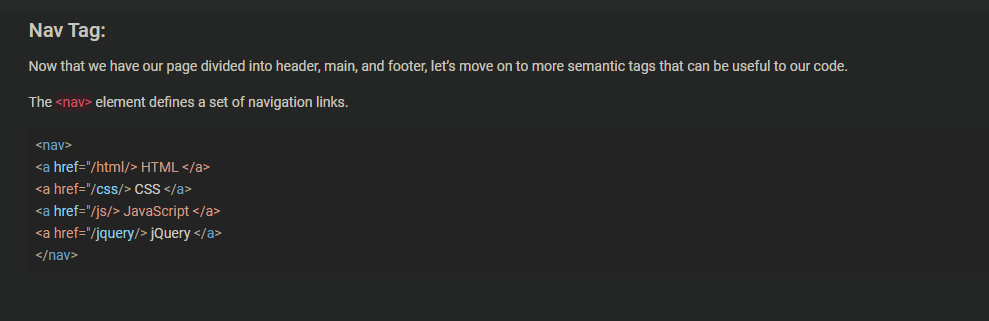 Nav Tag:
Now that we have our page divided into header, main, and footer, let’s move on to more semantic tags that can be useful to our code.
The <nav> element defines a set of navigation links.
<nav>
<a href="/html/> HTML </a>
<a href="/css/> CSS </a>
<a href="/js/> JavaScript </a>
<a href="/jquery/> jQuery </a>
</nav>